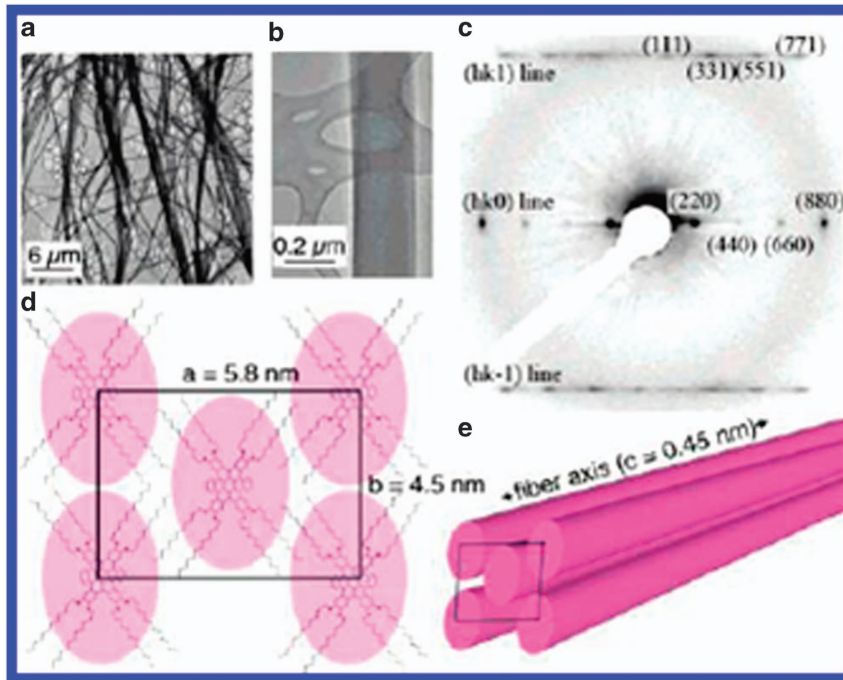 a
6 µm
b
0.2 µm
c
(111)
(771)
(hk1) line
(331)(551)
(hk0) line
(220)
(880)
(440) (660)
(hk-1) line
d
a = 5.8 nm
b = 4.5 nm
e
fiber axis (c = 0.45 nm)